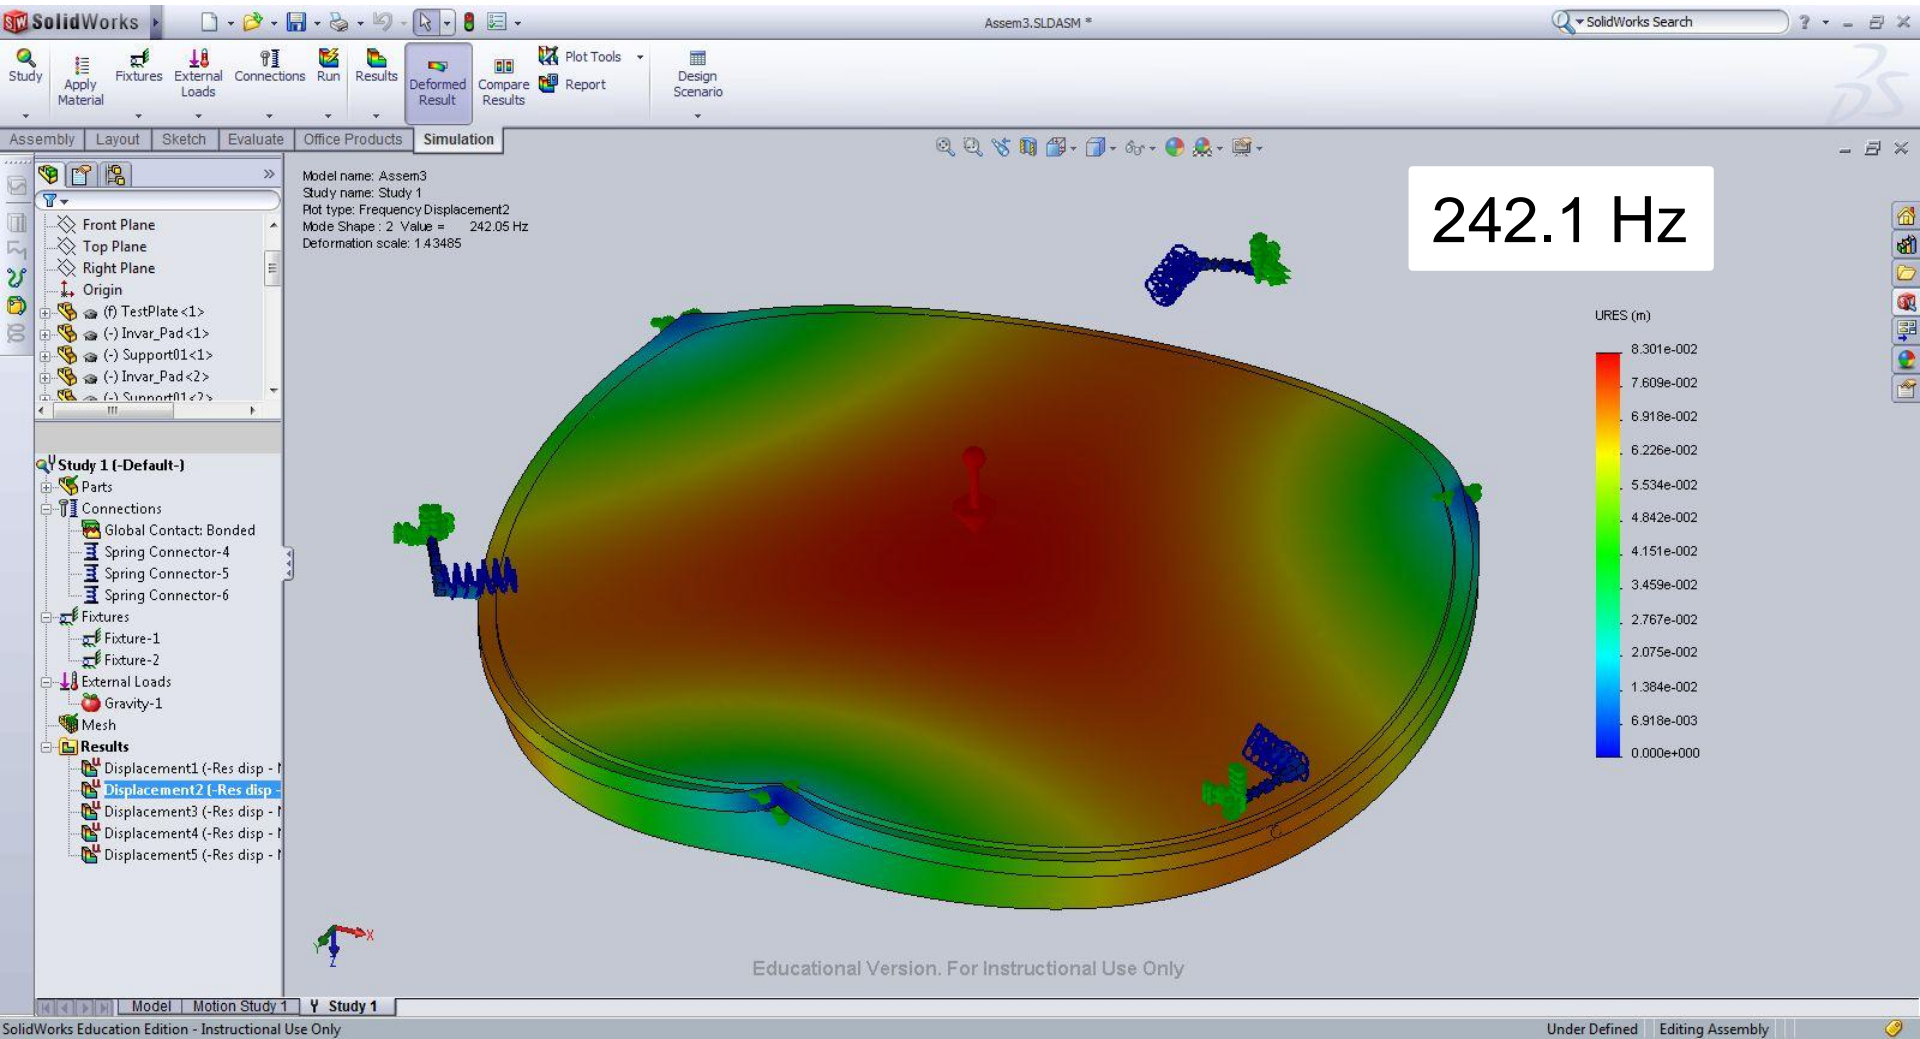 SolidWorks
Assem3.SLDASM *
SolidWorks Search
Study
Apply Material
Fixtures
External Loads
Connections
Run
Results
Deformed Result
Compare Results
Plot Tools
Report
Design Scenario
Assembly
Layout
Sketch
Evaluate
Office Products
Simulation
Front Plane
Top Plane
Right Plane
Origin
(f) TestPlate<1>
(-) Invar_Pad<1>
(-) Support01<1>
(-) Invar_Pad<2>
(-) Support01<2>
Study 1 (-Default-)
Parts
Connections
Global Contact: Bonded
Spring Connector-4
Spring Connector-5
Spring Connector-6
Fixtures
Fixture-1
Fixture-2
External Loads
Gravity-1
Mesh
Results
Displacement1 (-Res disp -
Displacement2 (-Res disp -
Displacement3 (-Res disp -
Displacement4 (-Res disp -
Displacement5 (-Res disp -
Model name: Assem3
Study name: Study 1
Plot type: Frequency Displacement2
Mode Shape : 2 Value = 242.05 Hz
Deformation scale: 1.43485
242.1 Hz
URES (m)
8.301e-002
7.609e-002
6.918e-002
6.226e-002
5.534e-002
4.842e-002
4.151e-002
3.459e-002
2.767e-002
2.075e-002
1.384e-002
6.918e-003
0.000e+000
X
Y
Z
Educational Version. For Instructional Use Only
Model
Motion Study 1
Study 1
SolidWorks Education Edition - Instructional Use Only
Under Defined
Editing Assembly